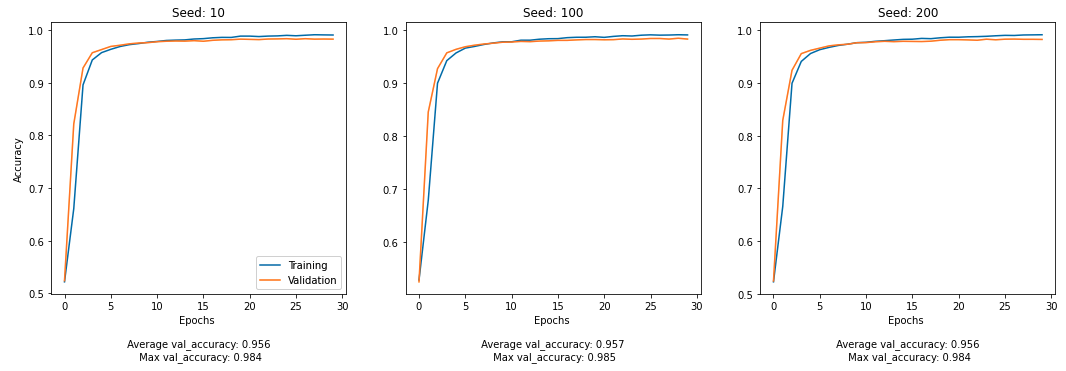 Seed: 10
1.0
0.9
0.8
0.7
0.6
0.5
Accuracy
Training
Validation
0 5 10 15 20 25 30
Epochs
Average val_accuracy: 0.956
Max val_accuracy: 0.984
Seed: 100
1.0
0.9
0.8
0.7
0.6
0 5 10 15 20 25 30
Epochs
Average val_accuracy: 0.957
Max val_accuracy: 0.985
Seed: 200
1.0
0.9
0.8
0.7
0.6
0.5
0 5 10 15 20 25 30
Epochs
Average val_accuracy: 0.956
Max val_accuracy: 0.984